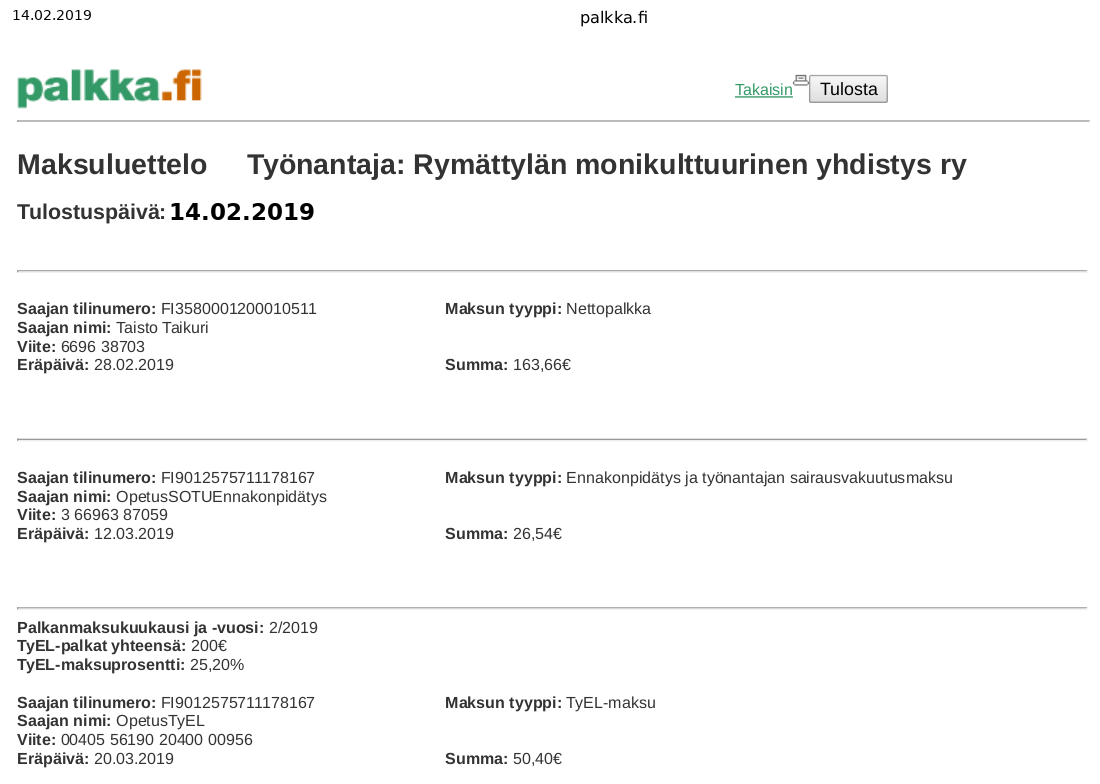 14.02.2019 palkka.fi
palkka.fi
Takaisin Tulosta
Maksuluettelo Työnantaja: Rymättylän monikulttuurinen yhdistys ry
Tulostuspäivä: 14.02.2019
Saajan tilinumero: FI3580001200010511 Maksun tyyppi: Nettopalkka
Saajan nimi: Taisto Taikuri
Viite: 6696 38703
Eräpäivä: 28.02.2019 Summa: 163,66€
Saajan tilinumero: FI9012575711178167 Maksun tyyppi: Ennakonpidätys ja työnantajan sairausvakuutusmaksu
Saajan nimi: OpetusSOTUEnnakonpidätys
Viite: 3 66963 87059
Eräpäivä: 12.03.2019 Summa: 26,54€
Palkanmaksukuukausi ja -vuosi: 2/2019
TyEL-palkat yhteensä: 200€
TyEL-maksuprosentti: 25,20%
Saajan tilinumero: FI9012575711178167 Maksun tyyppi: TyEL-maksu
Saajan nimi: OpetusTyEL
Viite: 00405 56190 20400 00956
Eräpäivä: 20.03.2019 Summa: 50,40€